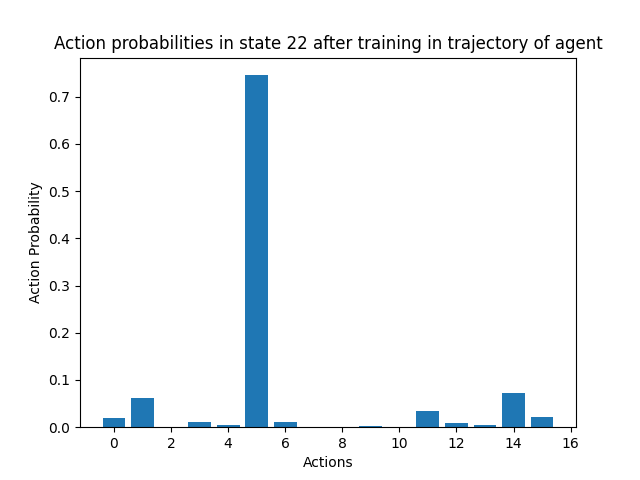 Action probabilities in state 22 after training in trajectory of agent
0.7
0.6
0.5
0.4
0.3
0.2
0.1
0.0
Action Probability
0 2 4 6 8 10 12 14 16
Actions